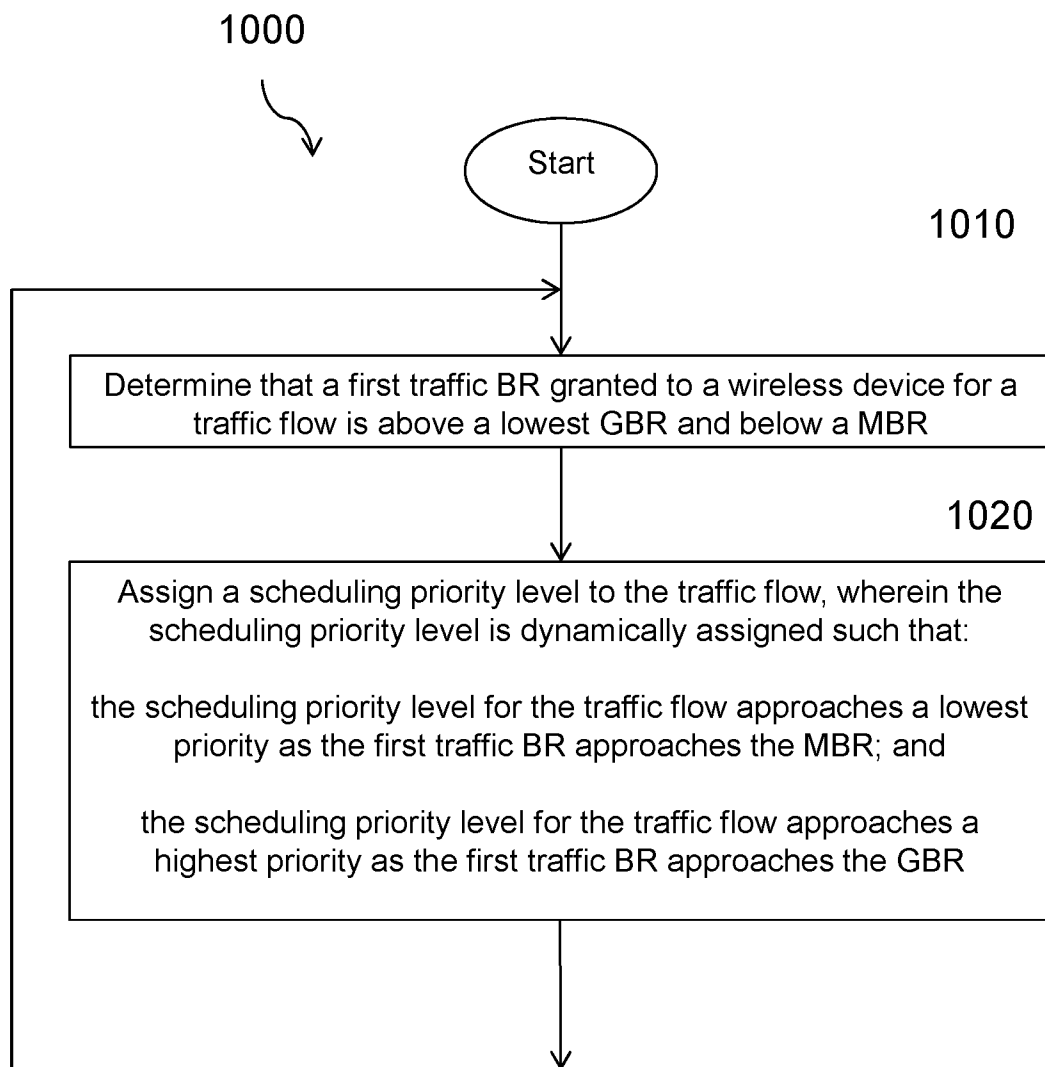 1000
Start
1010
Determine that a first traffic BR granted to a wireless device for a
traffic flow is above a lowest GBR and below a MBR
1020
Assign a scheduling priority level to the traffic flow, wherein the
scheduling priority level is dynamically assigned such that:
the scheduling priority level for the traffic flow approaches a lowest
priority as the first traffic BR approaches the MBR; and
the scheduling priority level for the traffic flow approaches a
highest priority as the first traffic BR approaches the GBR